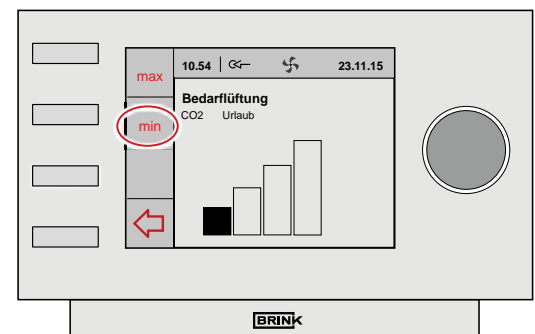 max
min
10.54 23.11.15
Bedarflüftung
CO2 Urlaub
BRINK